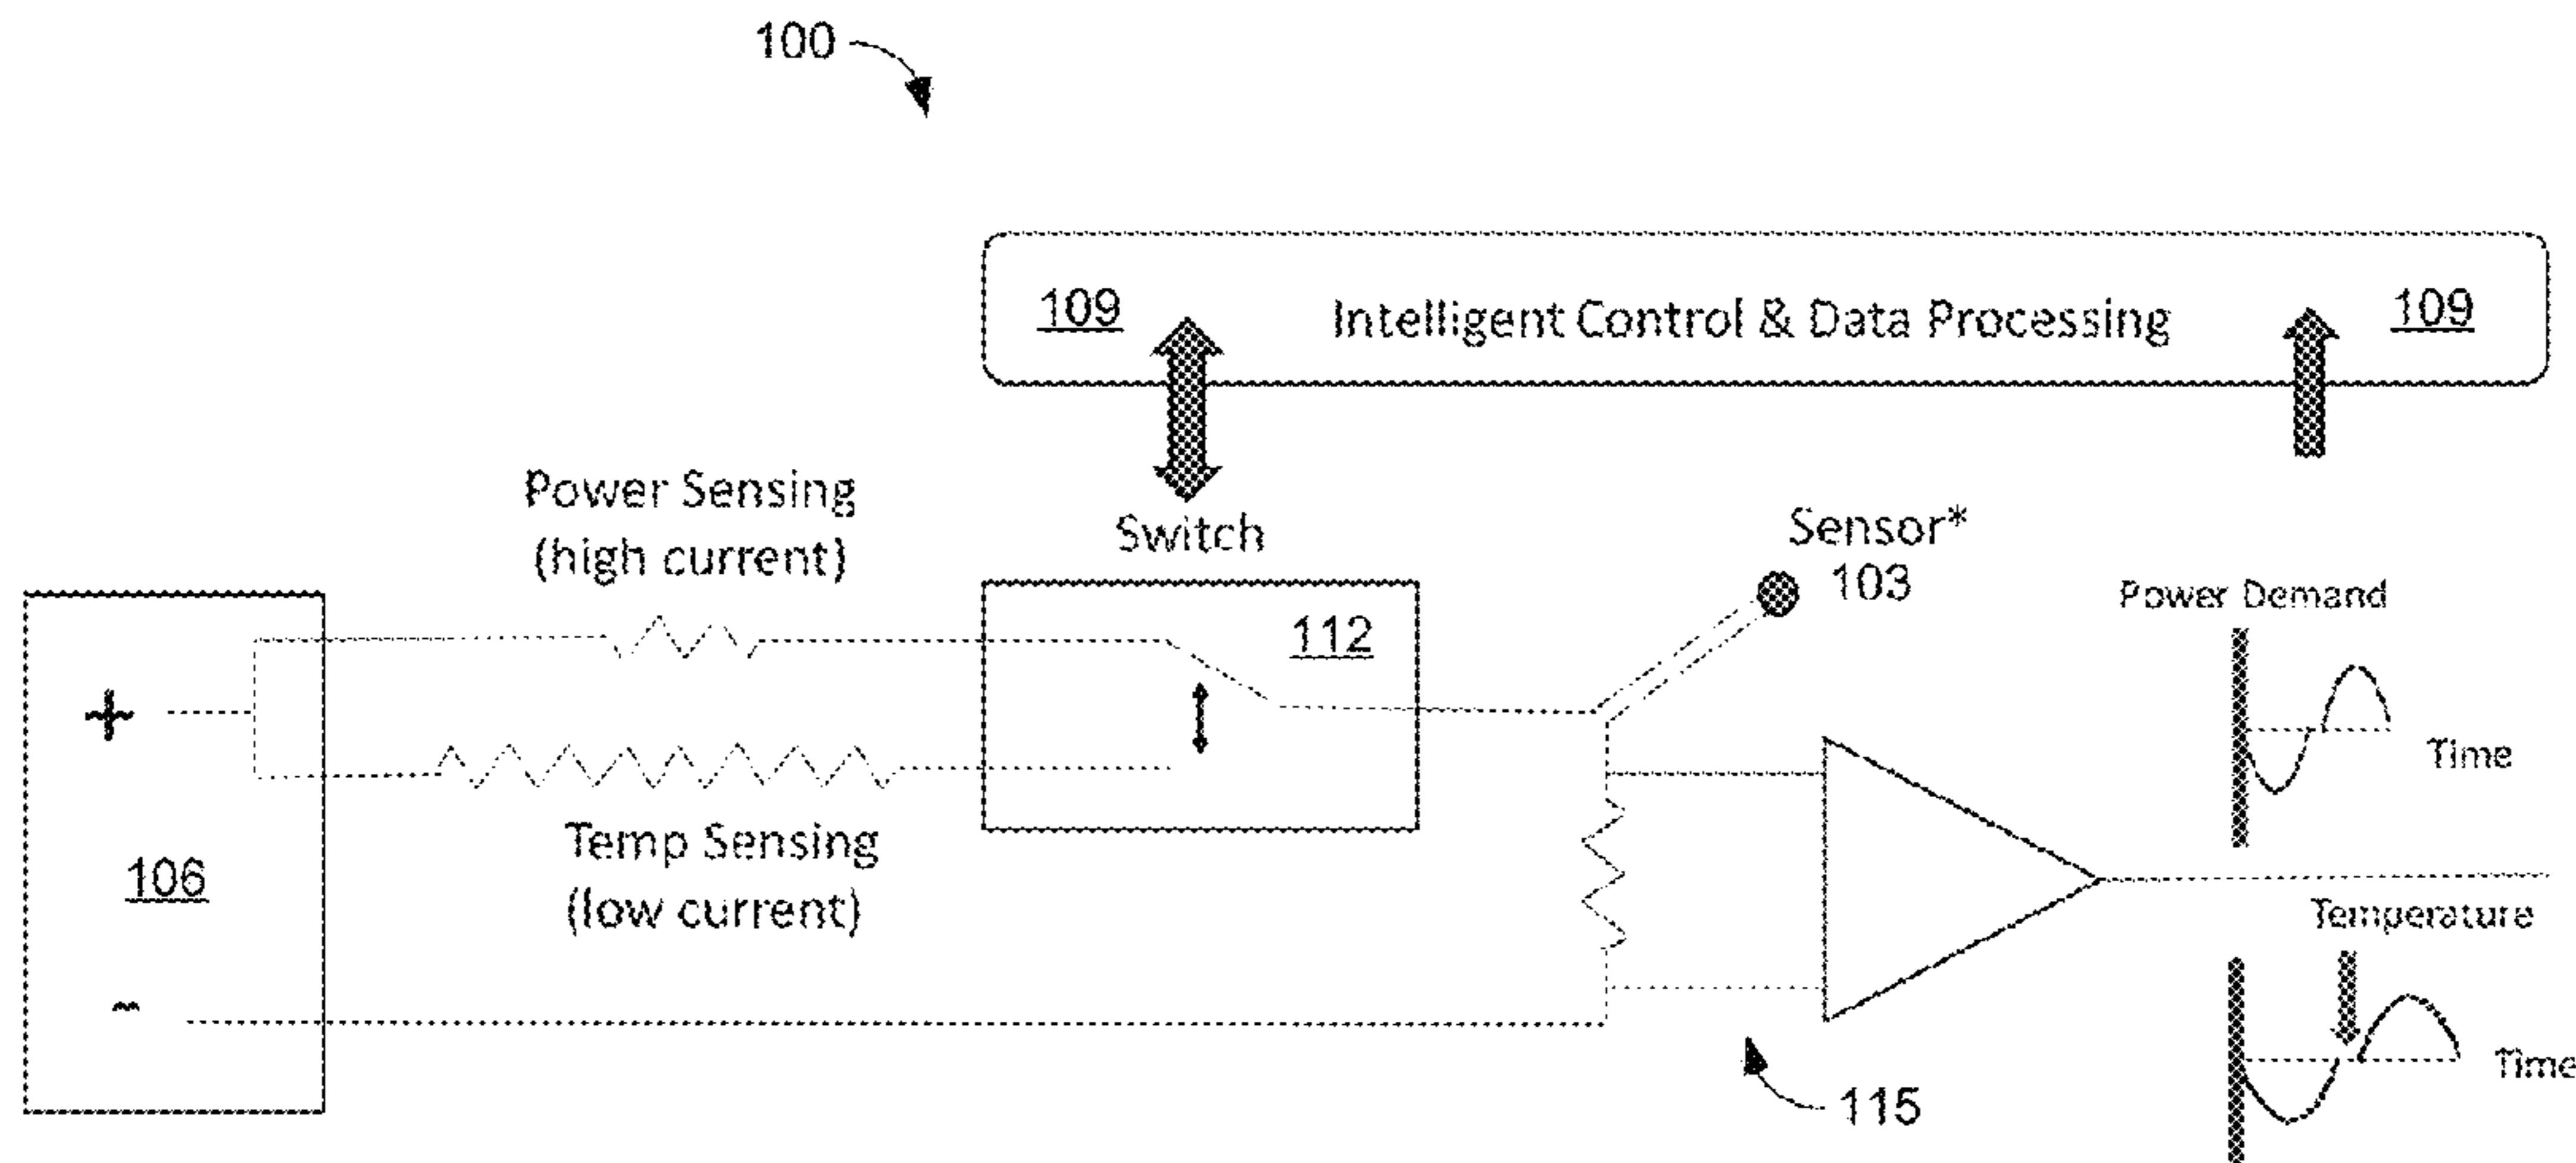 100
109 Intelligent Control & Data Processing 109
Power Sensing
(high current)
Switch
Sensor*
103
112
Power Demand
+
Time
Temp Sensing
(low current)
106
Temperature
-
Time
115